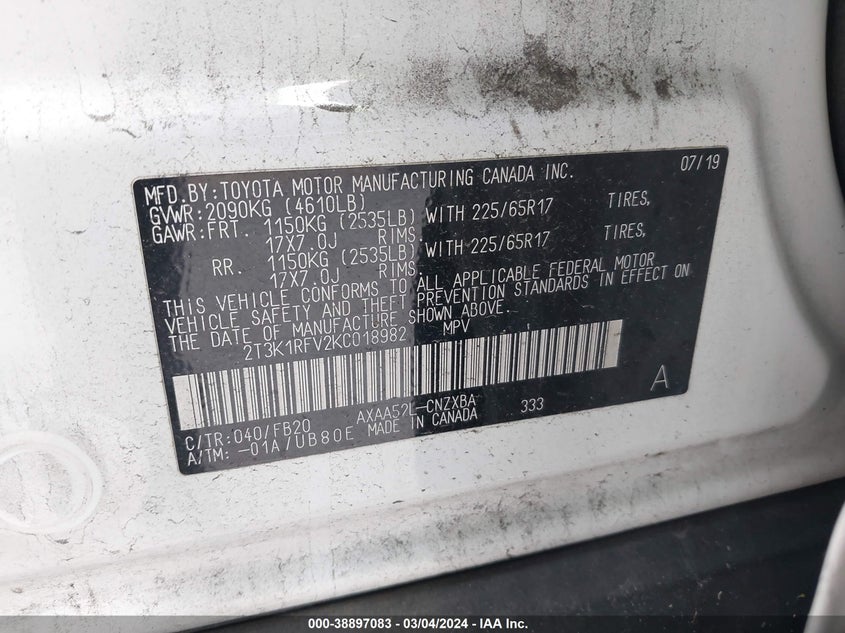 MFD.BY:TOYOTA MOTOR MANUFACTURING CANADA INC. 07/19
GVWR:2090KG (4610LB)
GAWR:FRT. 1150KG (2535LB) WITH 225/65R17 TIRES,
17X7.0J RIMS
RR. 1150KG (2535LB) WITH 225/65R17 TIRES,
17X7.0J RIMS.
THIS VEHICLE CONFORMS TO ALL APPLICABLE FEDERAL MOTOR
VEHICLE SAFETY AND THEFT PREVENTION STANDARDS IN EFFECT ON
THE DATE OF MANUFACTURE SHOWN ABOVE.
2T3K1RFV2KC018982 MPV
A
C/TR:040/FB20 AXAA52L-CNZXBA 333
A/TM: -01A/UB80E MADE IN CANADA
000-38897083 - 03/04/2024 - IAA Inc.